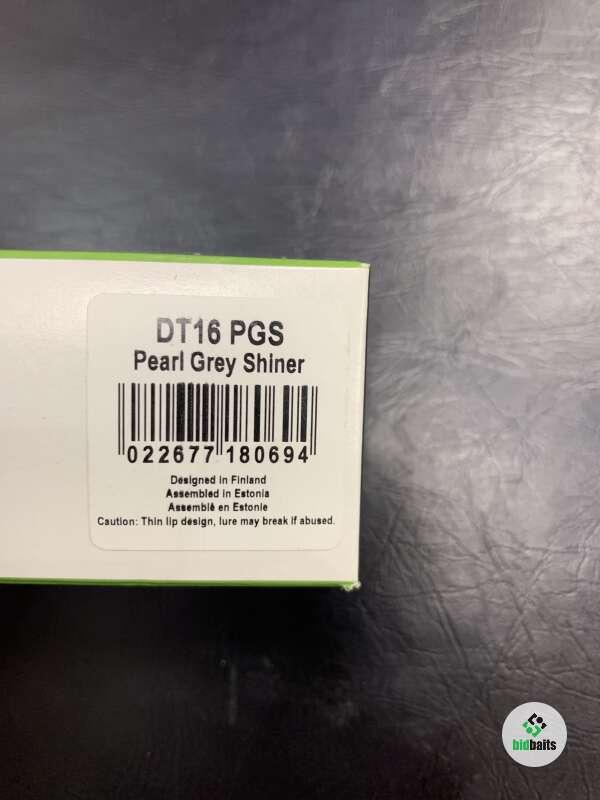 DT16 PGS
Pearl Grey Shiner
022677 180694
Designed in Finland
Assembled in Estonia
Assemblé en Estonie
Caution: Thin lip design, lure may break if abused.
bidbaits